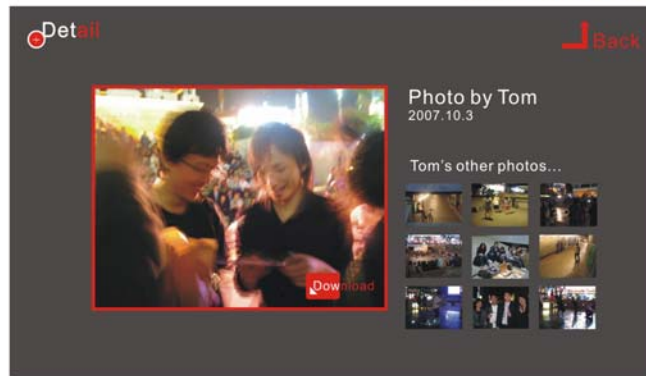 Detail
Back
Photo by Tom
2007.10.3
Tom's other photos...
Download